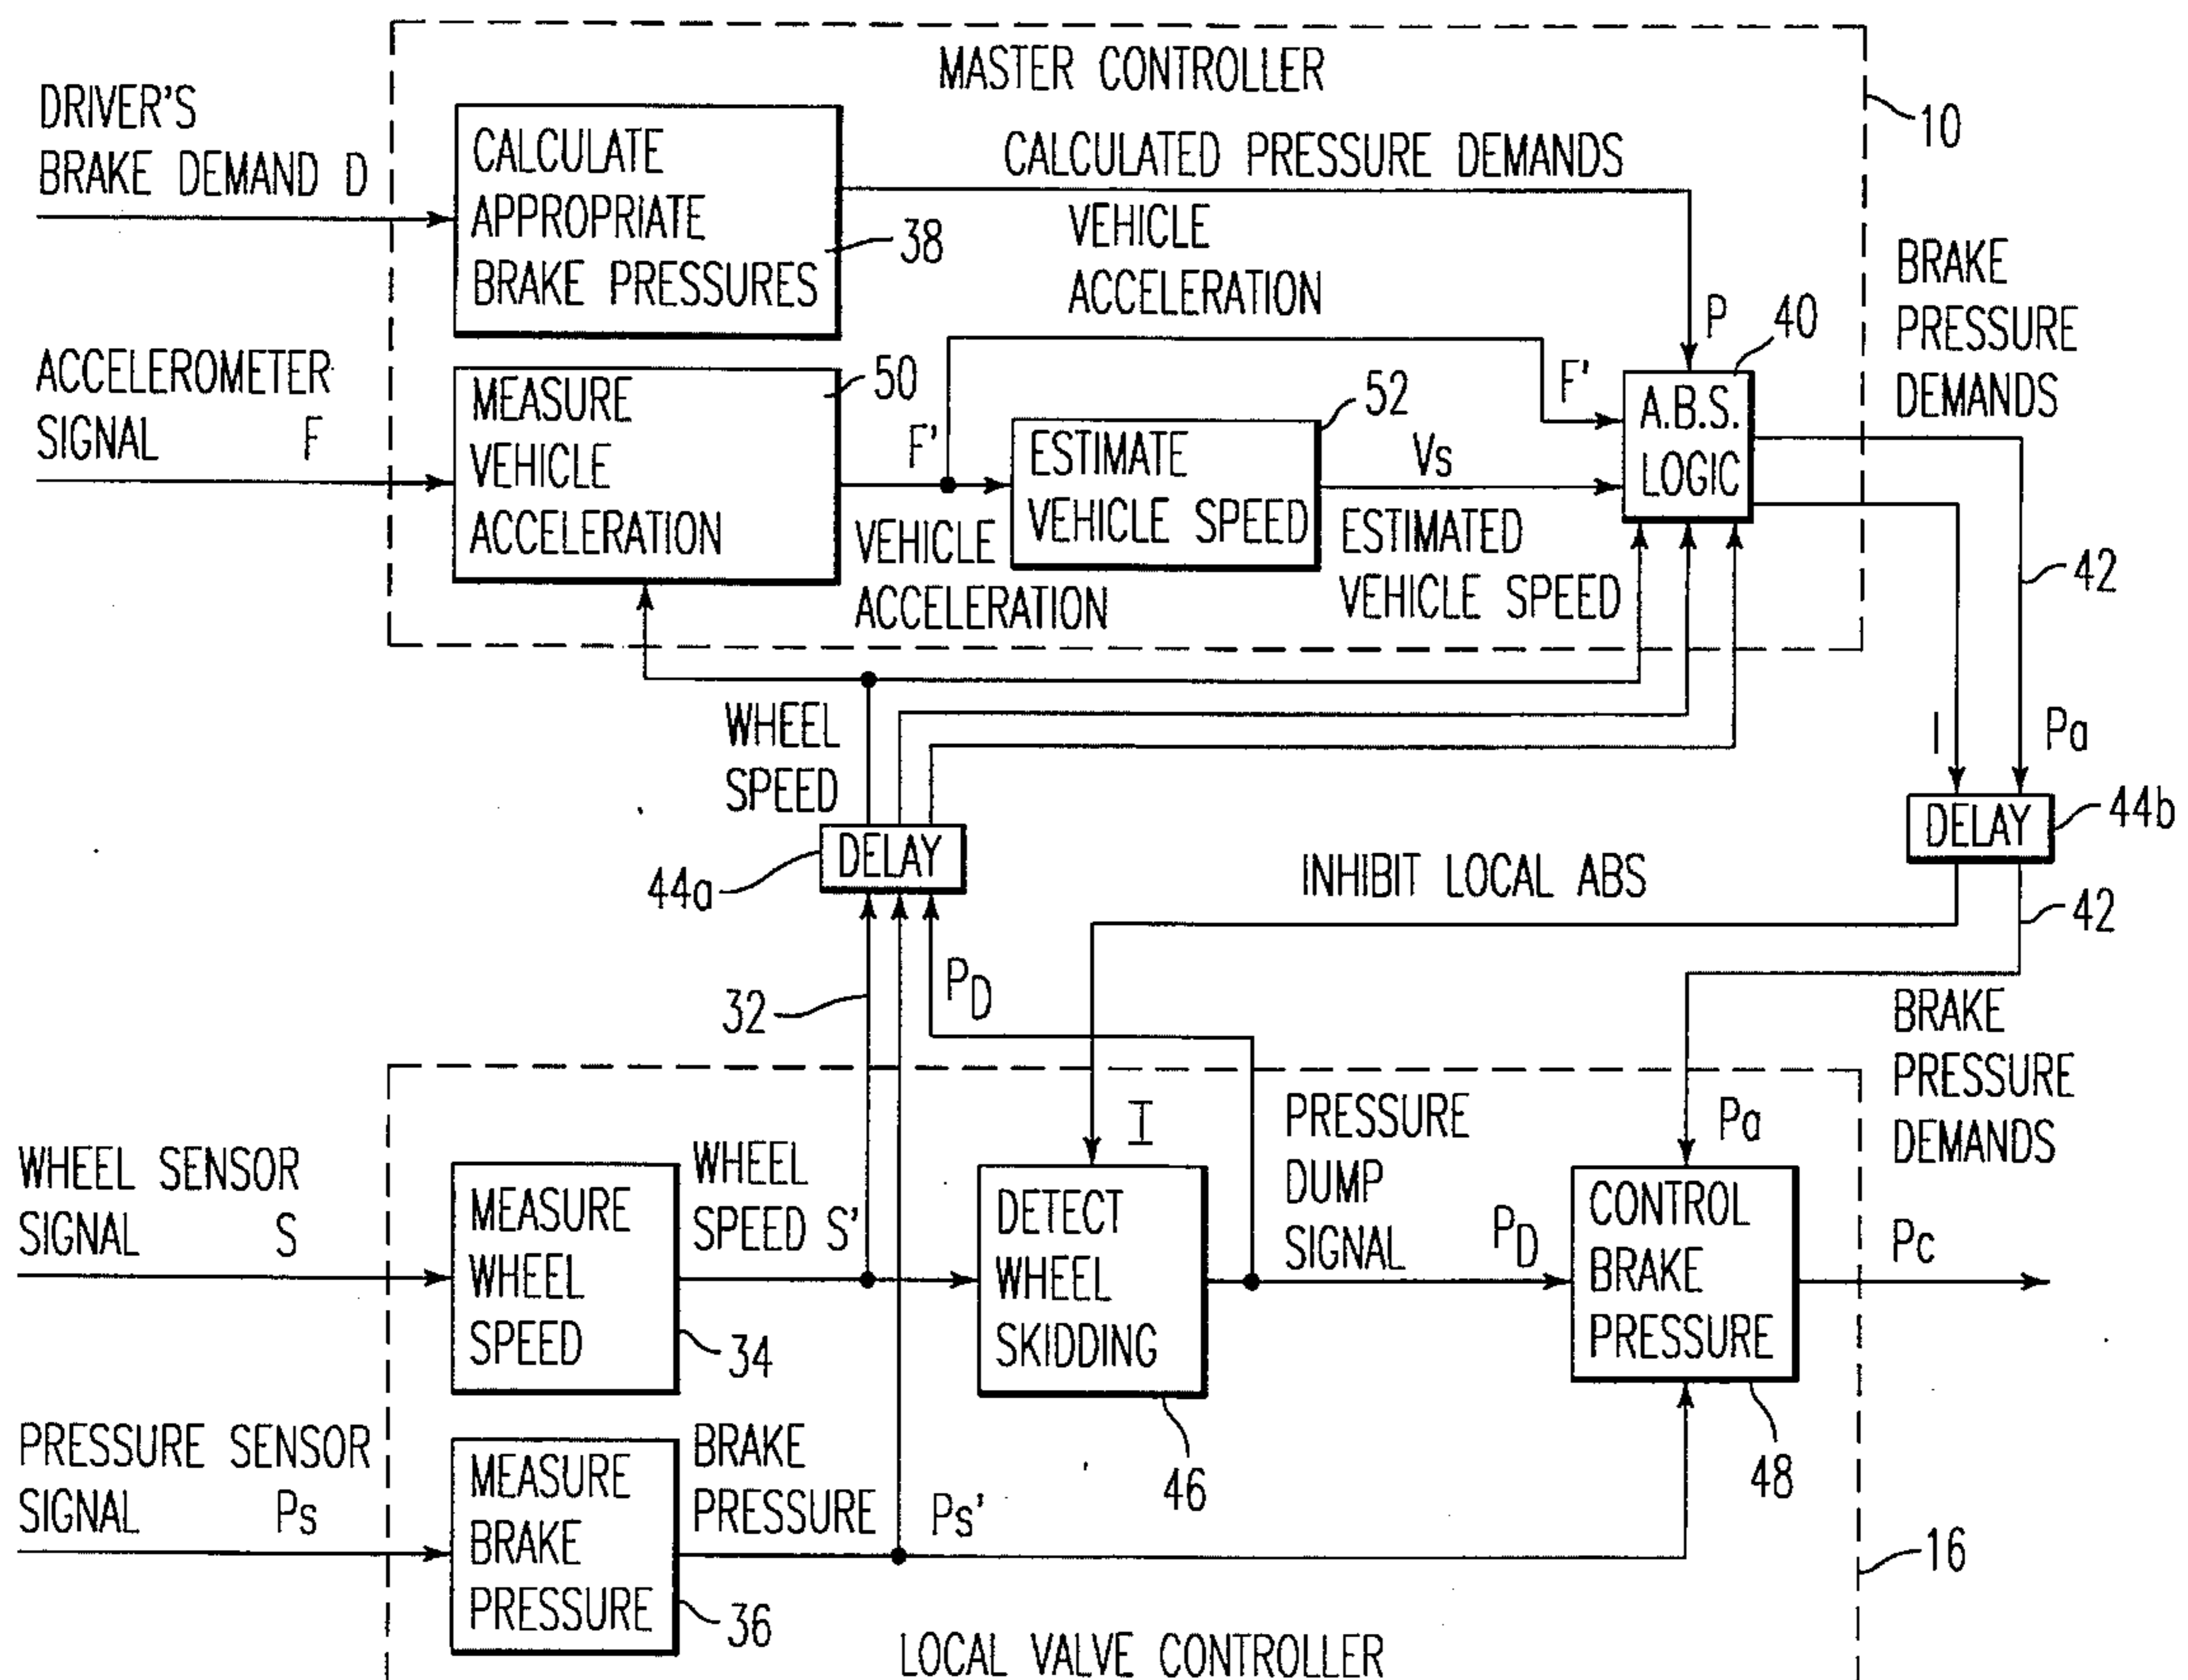 MASTER CONTROLLER
10
DRIVER'S
BRAKE DEMAND D
CALCULATE
APPROPRIATE
BRAKE PRESSURES
38
CALCULATED PRESSURE DEMANDS
VEHICLE
ACCELERATION
P
40
BRAKE
PRESSURE
DEMANDS
ACCELEROMETER
SIGNAL F
MEASURE
VEHICLE
ACCELERATION
50
F'
VEHICLE
ACCELERATION
ESTIMATE
VEHICLE SPEED
52
F'
Vs
ESTIMATED
VEHICLE SPEED
A.B.S.
LOGIC
42
WHEEL
SPEED
I
Pa
DELAY
44a
DELAY
44b
INHIBIT LOCAL ABS
42
32
PD
BRAKE
PRESSURE
DEMANDS
I
Pa
WHEEL SENSOR
SIGNAL S
MEASURE
WHEEL
SPEED
34
WHEEL
SPEED S'
DETECT
WHEEL
SKIDDING
46
PRESSURE
DUMP
SIGNAL
PD
CONTROL
BRAKE
PRESSURE
48
Pc
PRESSURE SENSOR
SIGNAL Ps
MEASURE
BRAKE
PRESSURE
36
BRAKE
PRESSURE
Ps'
16
LOCAL VALVE CONTROLLER